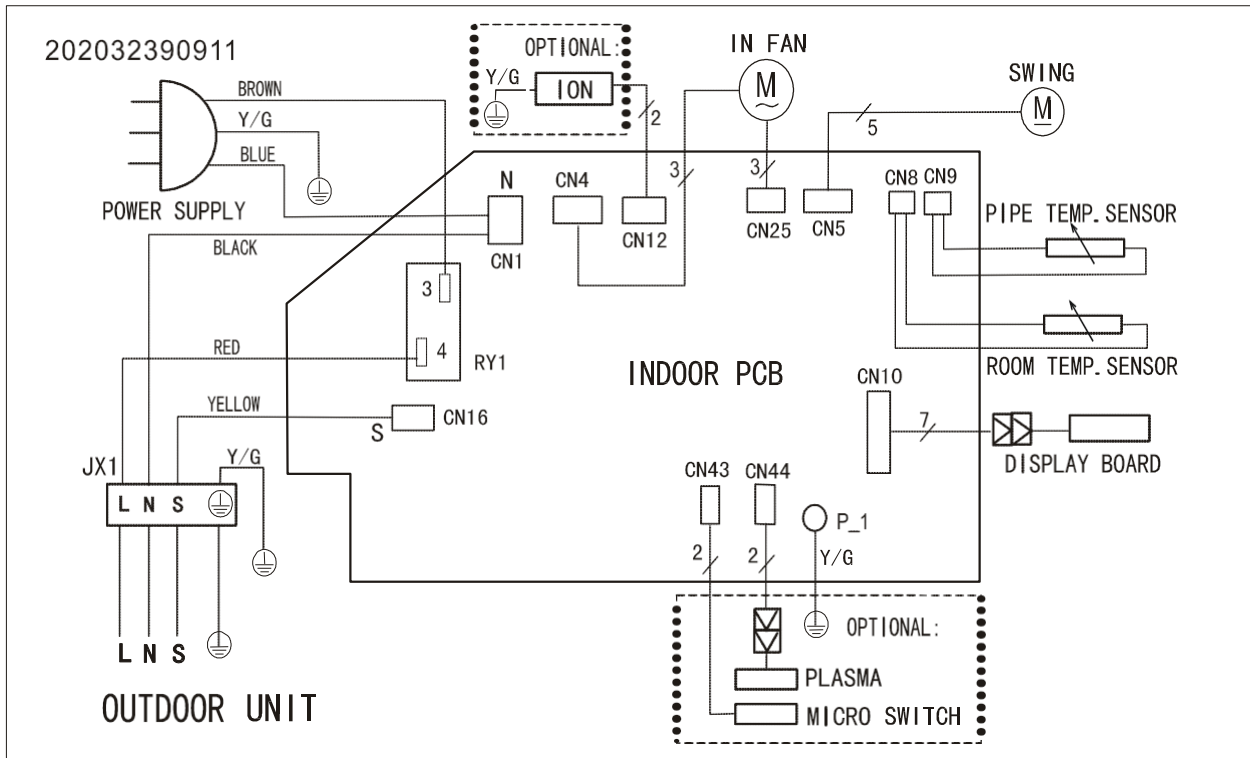 202032390911
OPTIONAL:
Y/G
ION
2
IN FAN
M
SWING
M
BROWN
Y/G
BLUE
POWER SUPPLY
5
3
3
N
CN4
CN12
CN25
CN5
CN8
CN9
PIPE TEMP. SENSOR
BLACK
CN1
3
4
RY1
RED
INDOOR PCB
ROOM TEMP. SENSOR
CN10
YELLOW
S
CN16
7
DISPLAY BOARD
JX1
Y/G
L N S
CN43
CN44
P_1
2
2
Y/G
OPTIONAL:
L N S
PLASMA
OUTDOOR UNIT
MICRO SWITCH